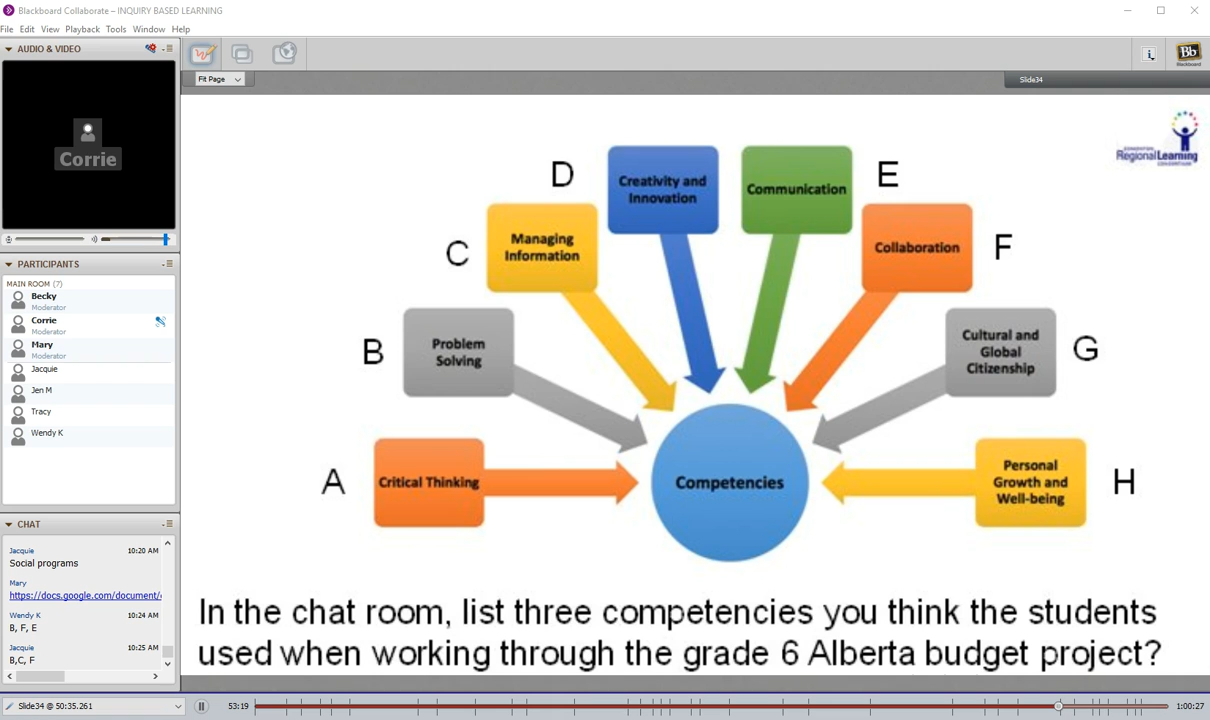 Blackboard Collaborate – INQUIRY BASED LEARNING
File Edit View Playback Tools Window Help
AUDIO & VIDEO
Corrie
PARTICIPANTS
MAIN ROOM (7)
Becky
Moderator
Corrie
Moderator
Mary
Moderator
Jacquie
Jen M
Tracy
Wendy K
CHAT
Jacquie 10:20 AM
Social programs
Mary
https://docs.google.com/document/
Wendy K 10:24 AM
B, F, E
Jacquie 10:25 AM
B,C, F
Fit Page
Slide34
Bb
Blackboard
Regional Learning
D
Creativity and
Innovation
Communication
E
C
Managing
Information
Collaboration
F
B
Problem
Solving
Cultural and
Global
Citizenship
G
A
Critical Thinking
Competencies
Personal
Growth and
Well-being
H
In the chat room, list three competencies you think the students
used when working through the grade 6 Alberta budget project?
Slide34 @ 50:35.261
53:19
1:00:27